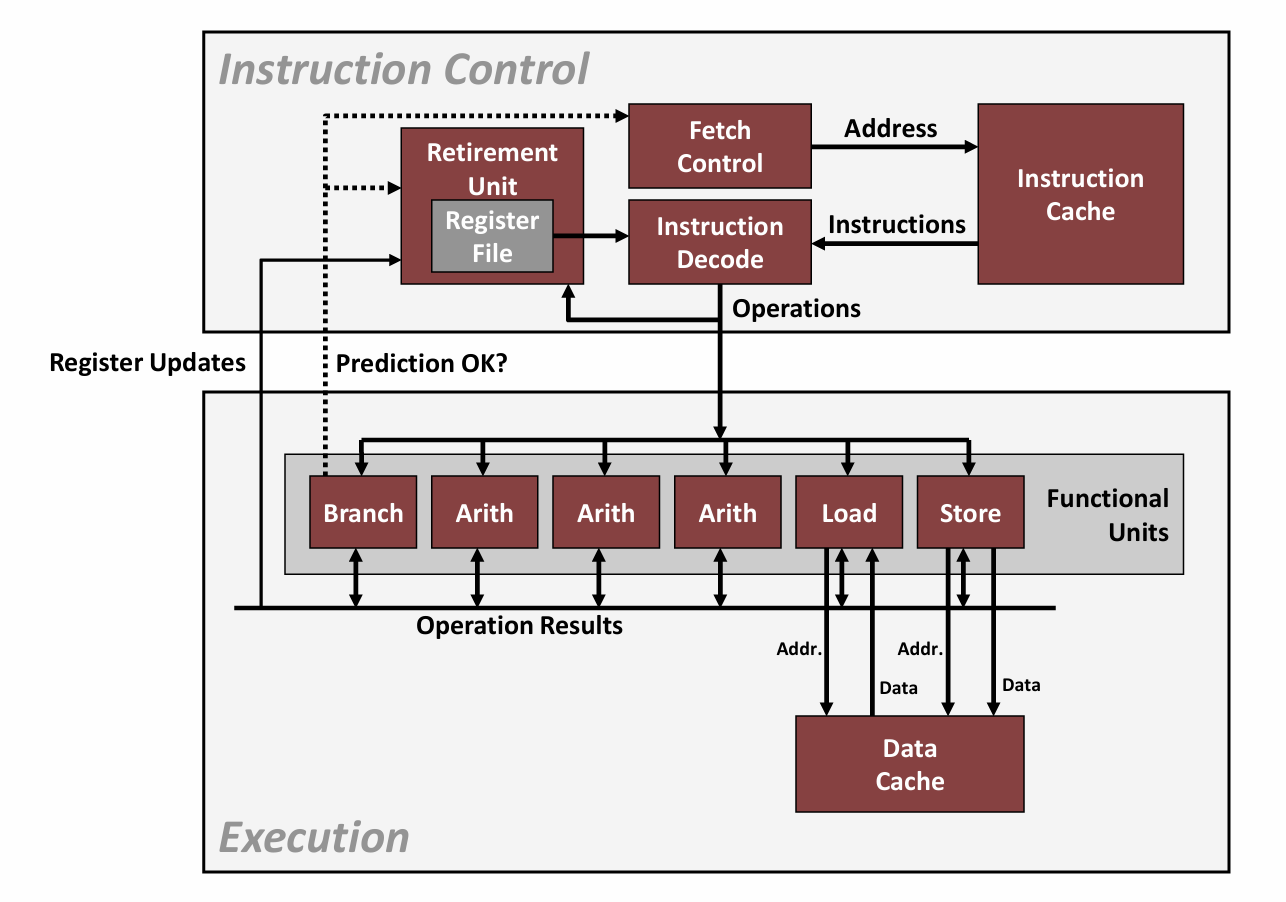 Instruction Control
Fetch
Control
Address
Instruction
Cache
Retirement
Unit
Register
File
Instruction
Decode
Instructions
Operations
Register Updates
Prediction OK?
Branch
Arith
Arith
Arith
Load
Store
Functional
Units
Operation Results
Addr.
Addr.
Data
Data
Data
Cache
Execution